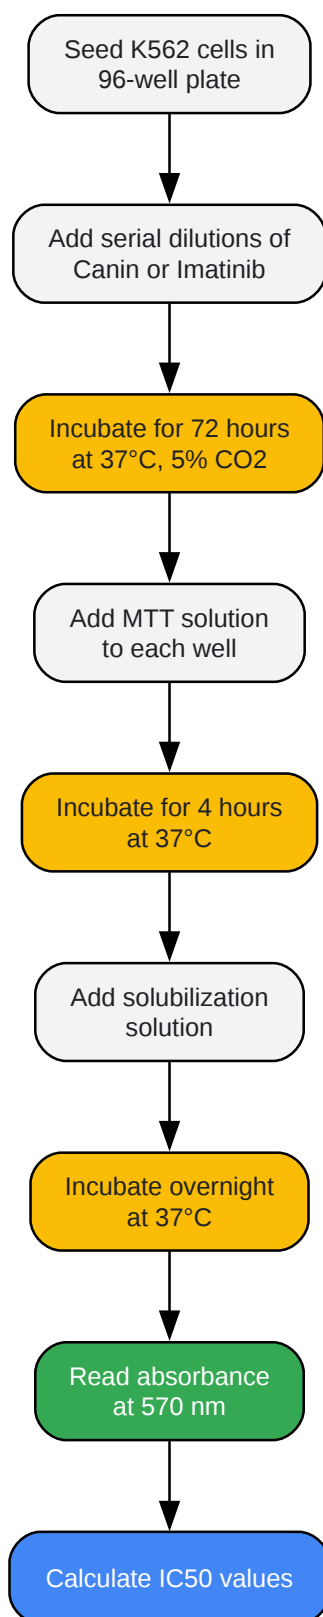 Seed K562 cells in
96-well plate
Add serial dilutions of
Canin or Imatinib
Incubate for 72 hours
at 37°C, 5% CO2
Add MTT solution
to each well
Incubate for 4 hours
at 37°C
Add solubilization
solution
Incubate overnight
at 37°C
Read absorbance
at 570 nm
Calculate IC50 values